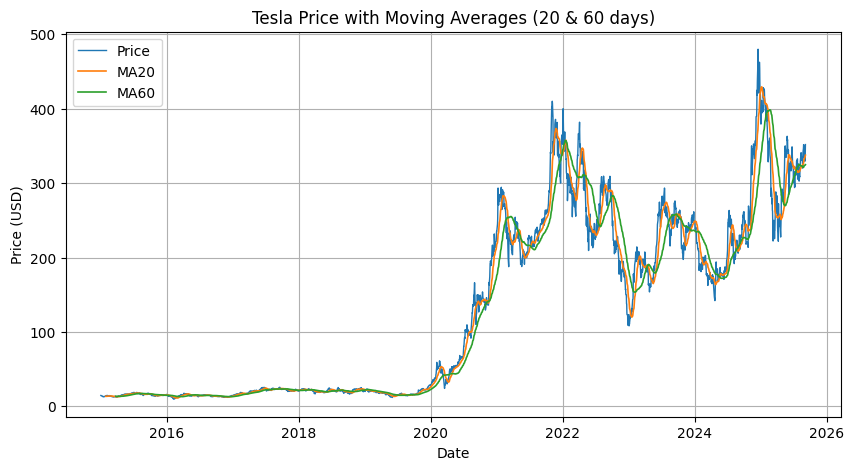 Tesla Price with Moving Averages (20 & 60 days)
Price
MA20
MA60
Price (USD)
500
400
300
200
100
0
2016
2018
2020
2022
2024
2026
Date